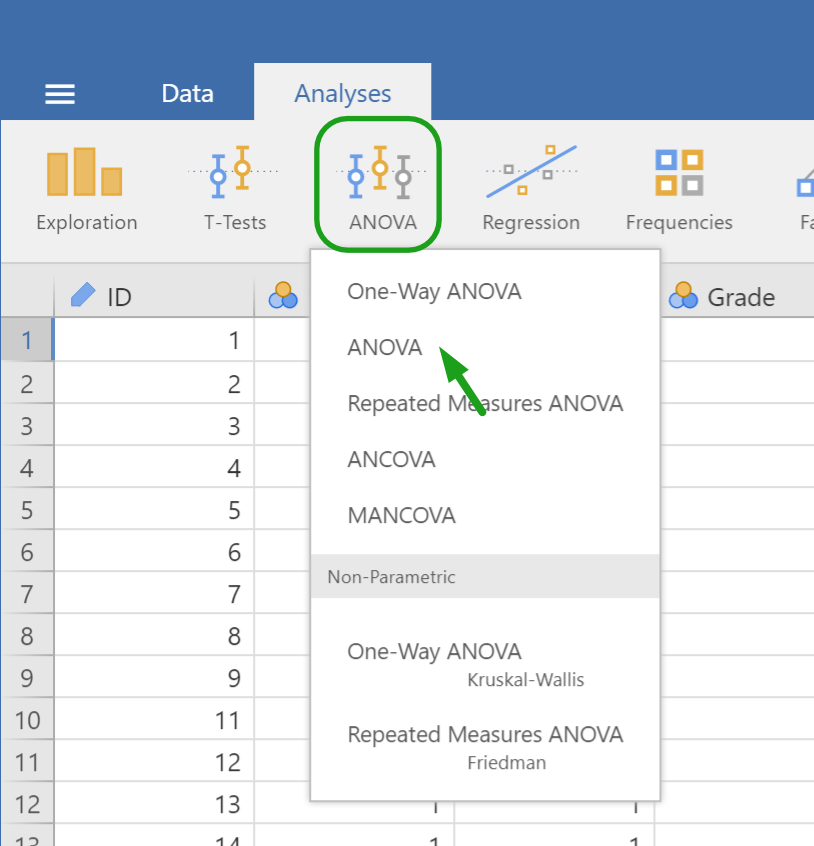 Data Analyses
Exploration T-Tests ANOVA Regression Frequencies
ID Grade
One-Way ANOVA
1 1
ANOVA
2 2
Repeated Measures ANOVA
3 3
ANCOVA
4 4
MANCOVA
5 5
6 6
Non-Parametric
7 7
8 8
One-Way ANOVA
9 9
Kruskal-Wallis
10 11
Repeated Measures ANOVA
11 12
Friedman
12 13 1 1
13 14 1 1